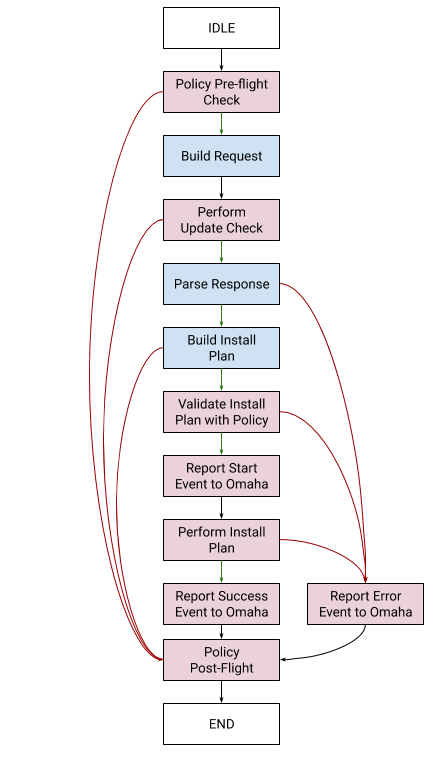 IDLE
Policy Pre-flight
Check
Build Request
Perform
Update Check
Parse Response
Build Install
Plan
Validate Install
Plan with Policy
Report Start
Event to Omaha
Perform Install
Plan
Report Success
Event to Omaha
Report Error
Event to Omaha
Policy
Post-Flight
END